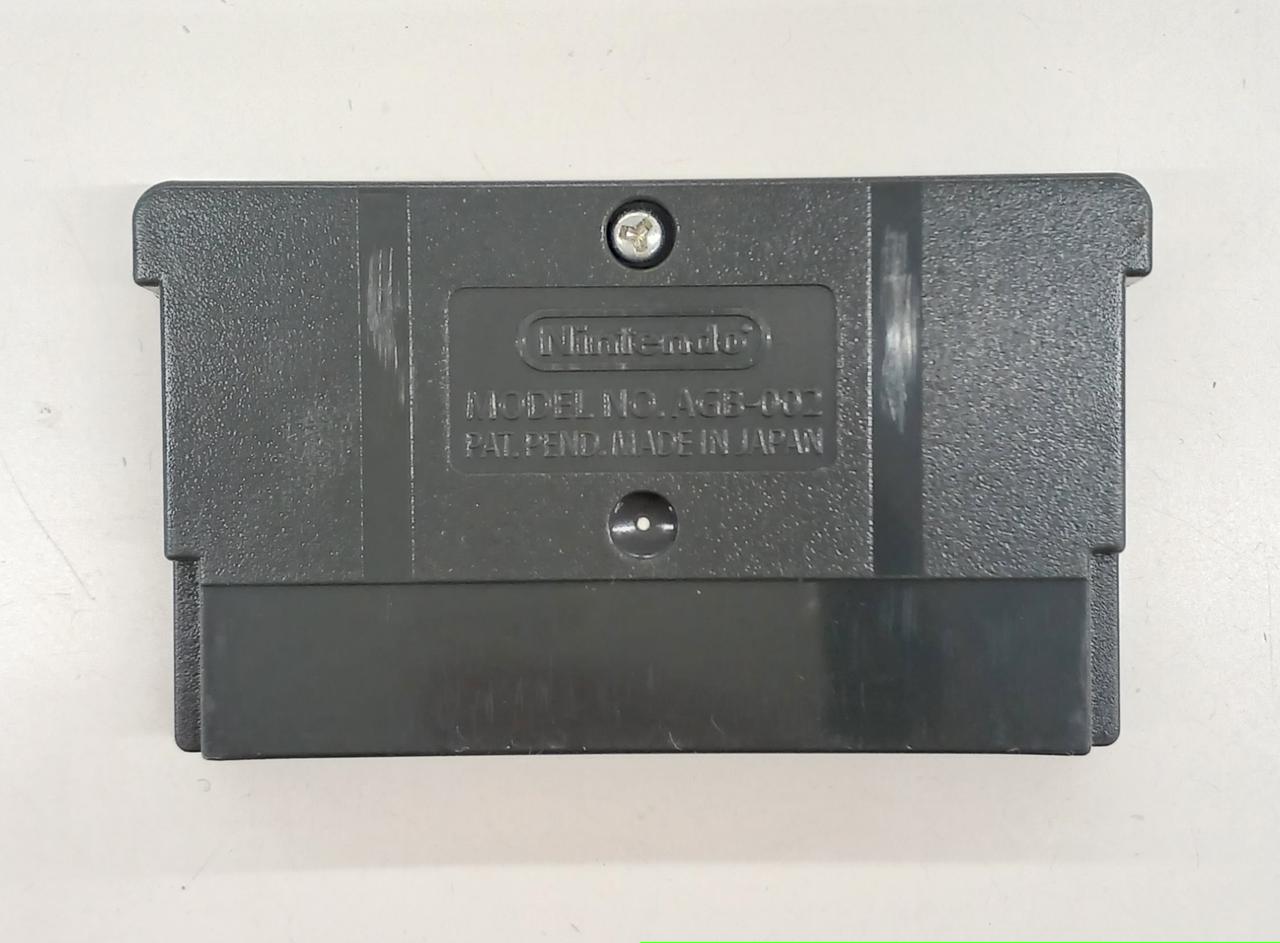 Nintendo
MODEL NO. AGB-002
PAT. PEND. MADE IN JAPAN